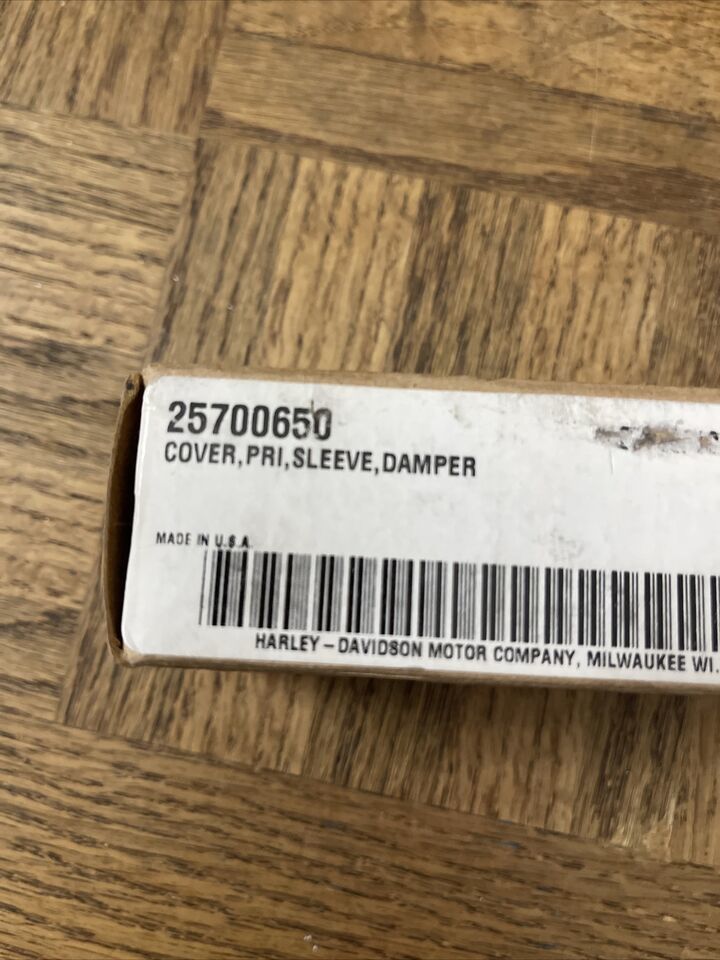 25700650
COVER,PRI,SLEEVE,DAMPER
MADE IN U.S.A.
HARLEY-DAVIDSON MOTOR COMPANY, MILWAUKEE WI.